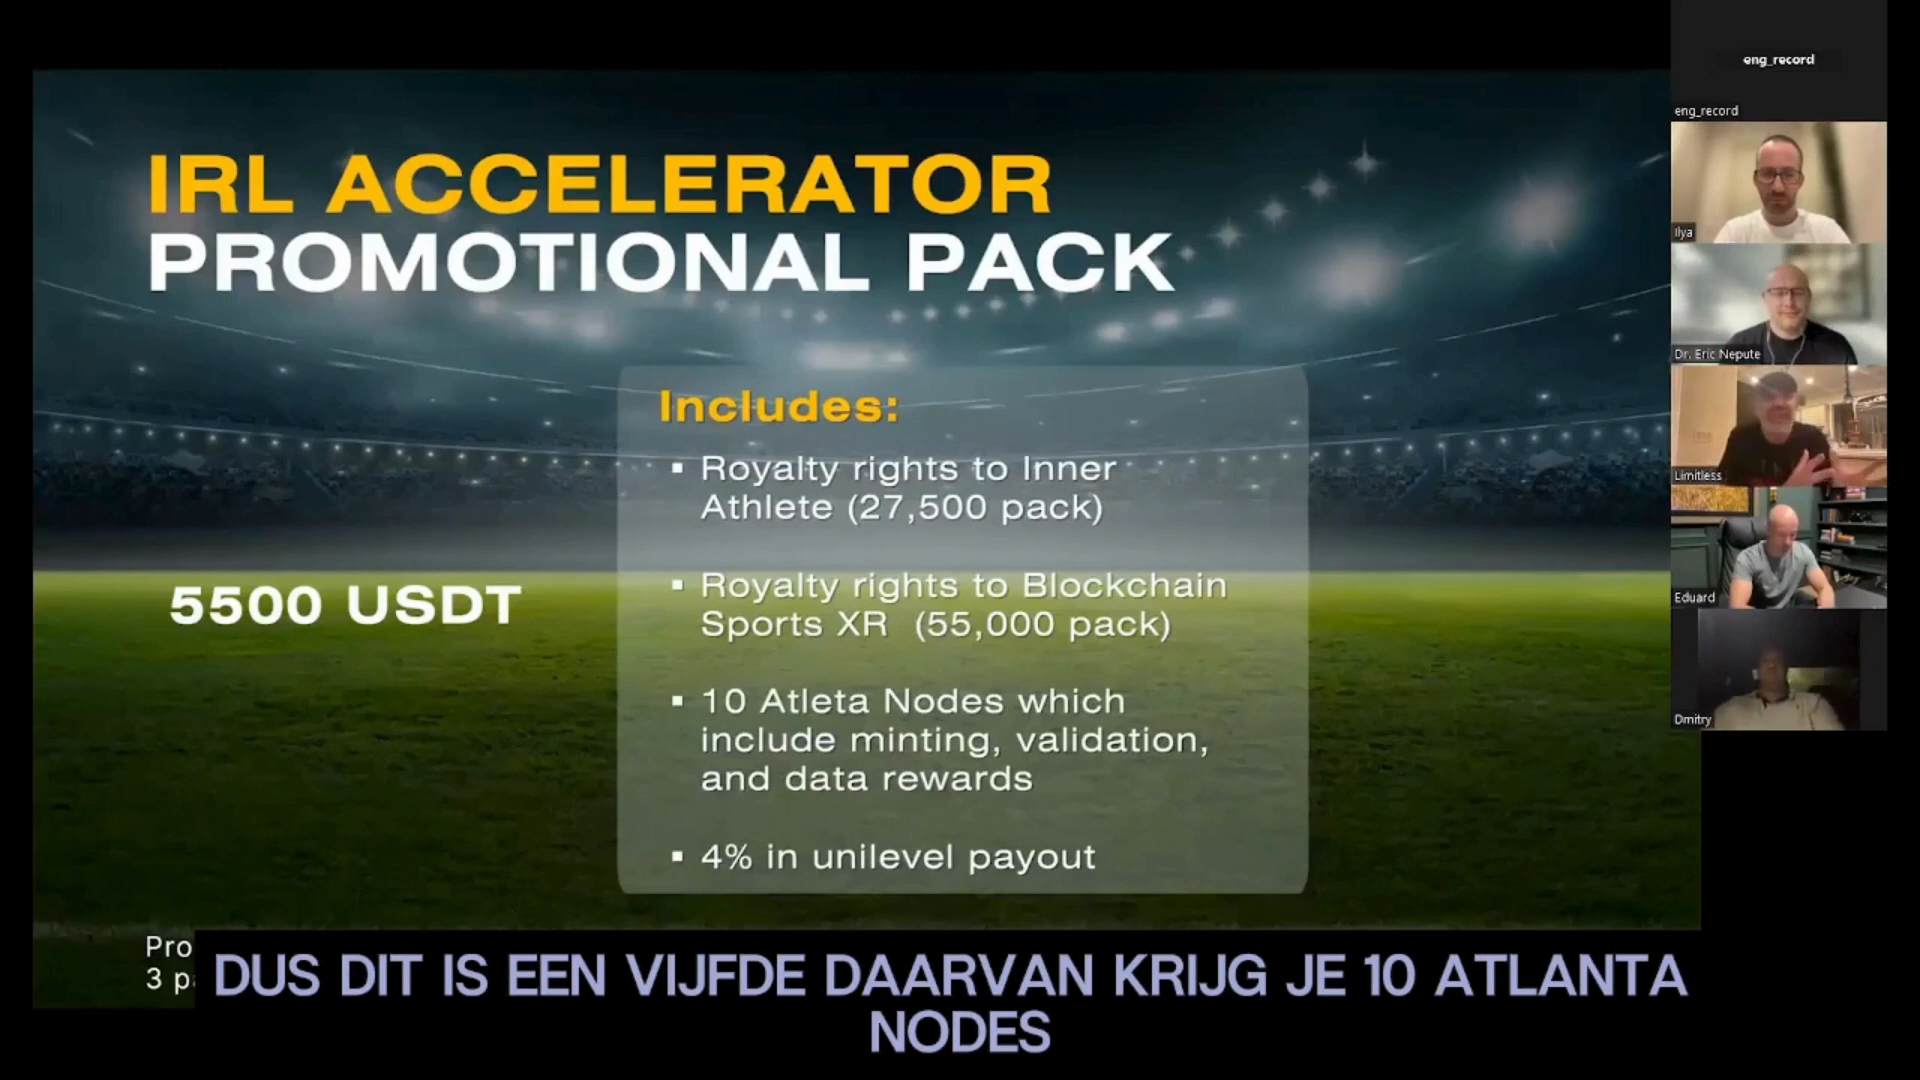 IRL ACCELERATOR
PROMOTIONAL PACK
5500 USDT
Includes:
▪ Royalty rights to Inner
Athlete (27,500 pack)
▪ Royalty rights to Blockchain
Sports XR (55,000 pack)
▪ 10 Atleta Nodes which
include minting, validation,
and data rewards
▪ 4% in unilevel payout
Pro
3 p
DUS DIT IS EEN VIJFDE DAARVAN KRIJG JE 10 ATLANTA
NODES
eng_record
eng_record
Ilya
Dr. Eric Nepute
Limitless
Eduard
Dmitry